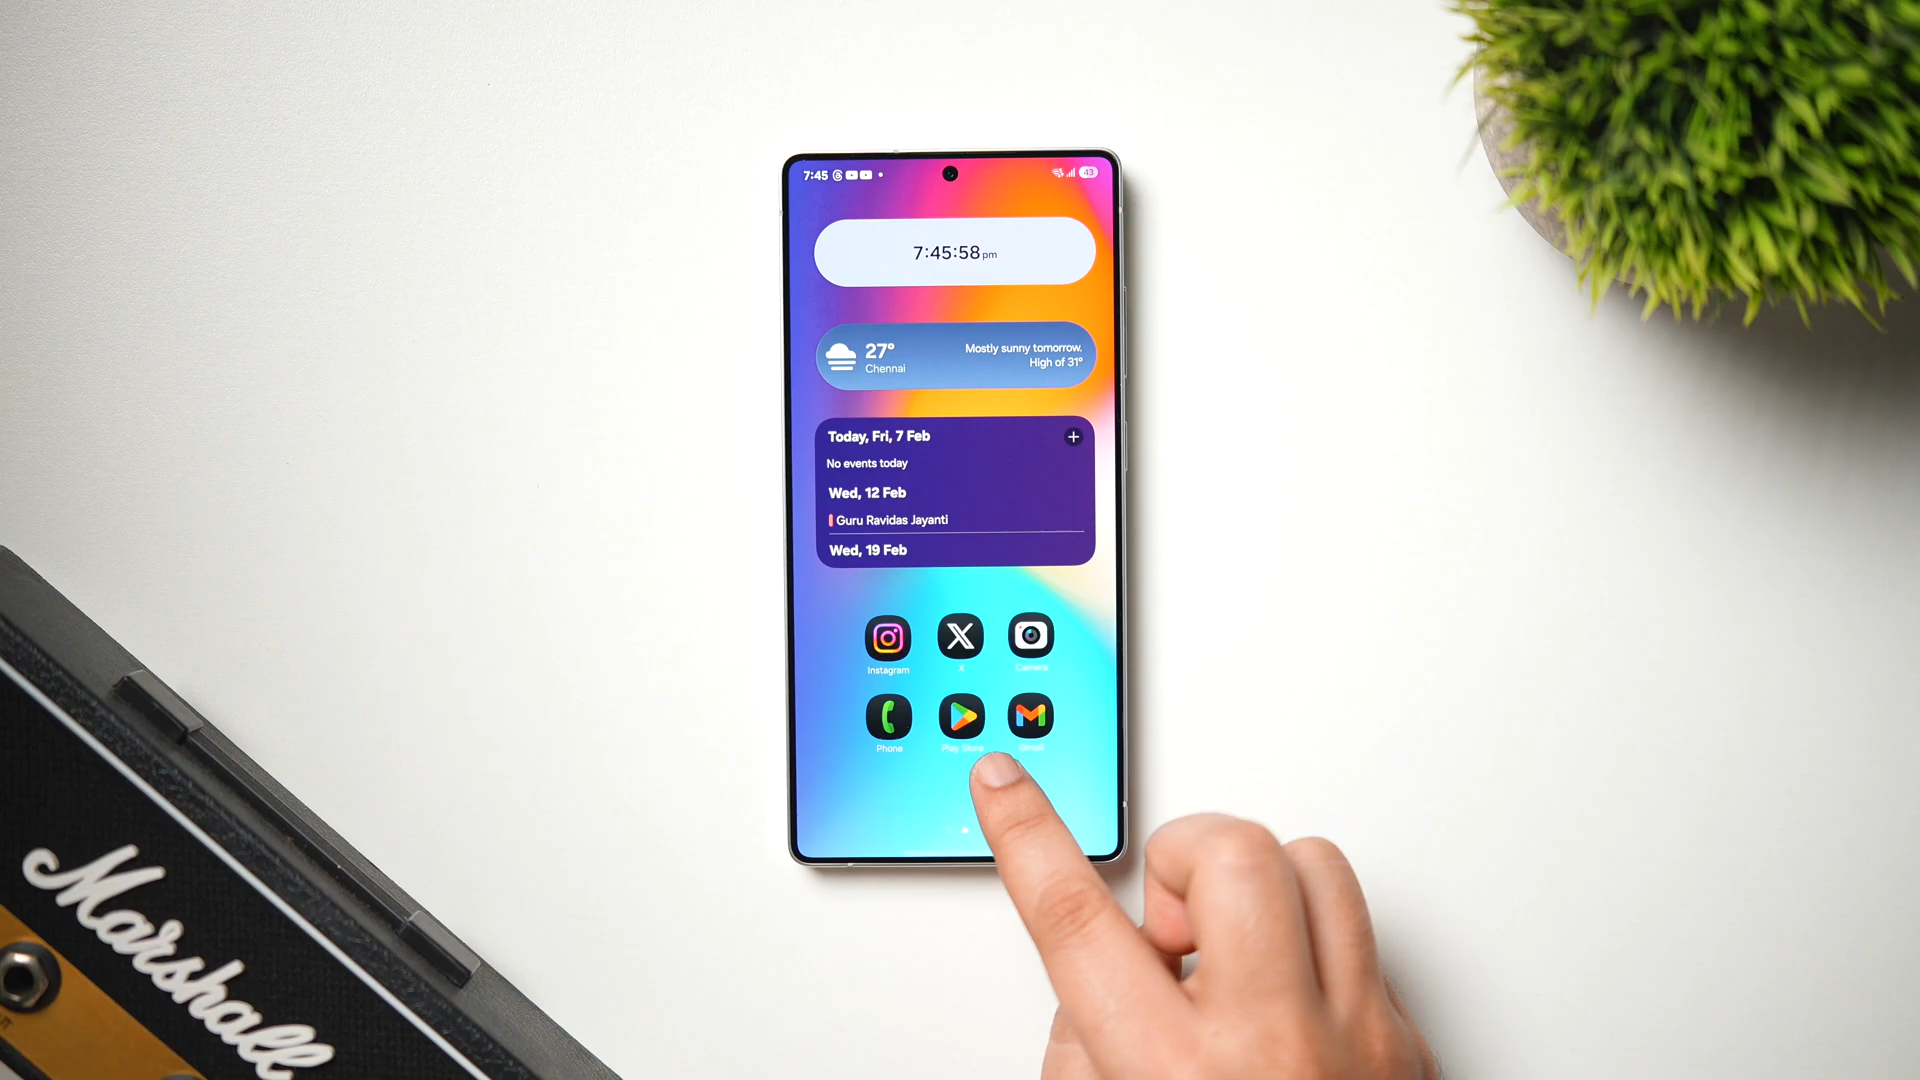 7:45
43
7:45:58 pm
27°
Mostly sunny tomorrow.
Chennai
High of 31°
Today, Fri, 7 Feb
No events today
Wed, 12 Feb
Guru Ravidas Jayanti
Wed, 19 Feb
Instagram
X
Camera
Phone
Play Store
Gmail
Marshall